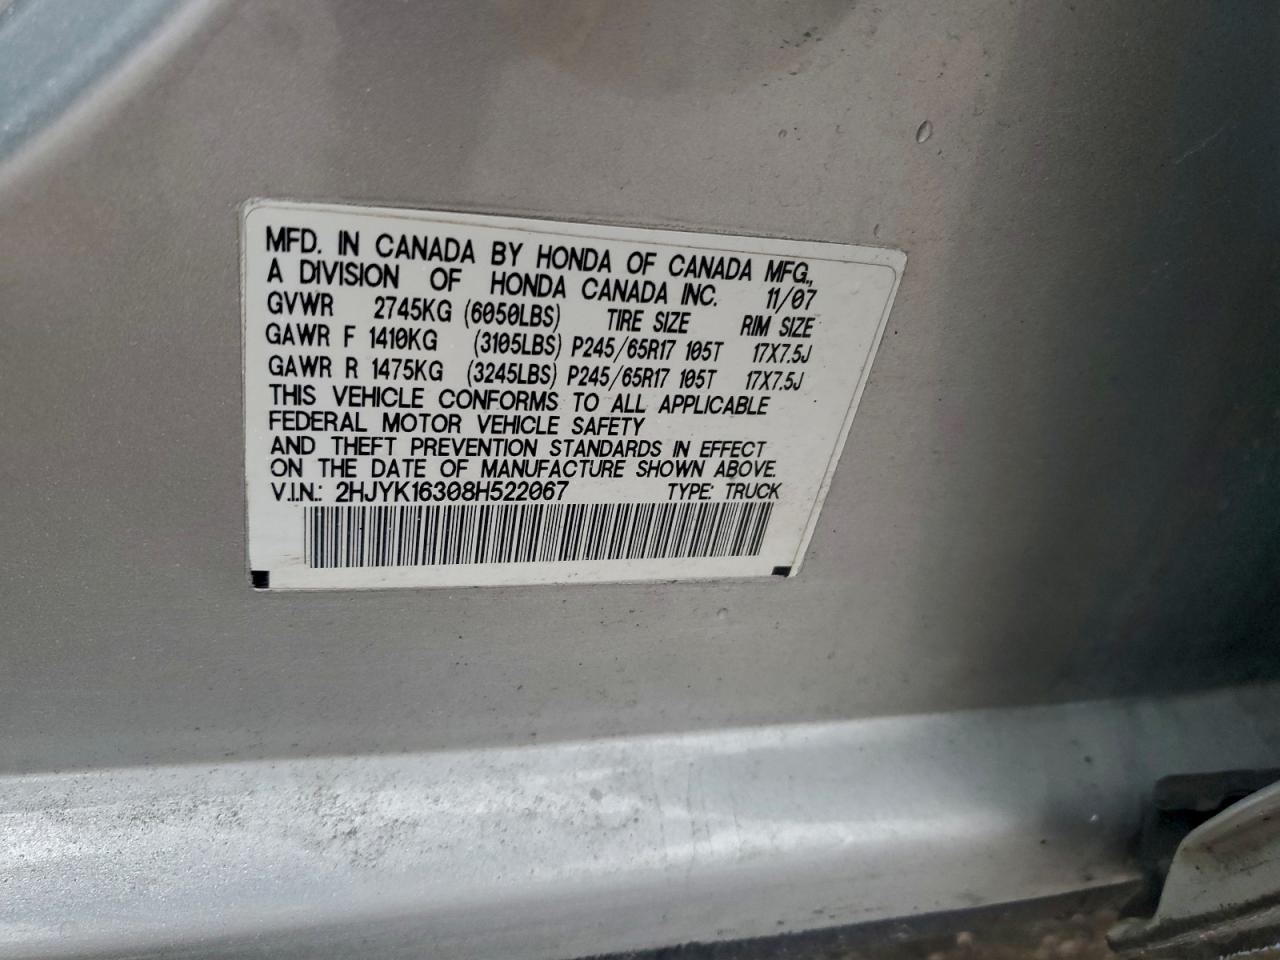 MFD. IN CANADA BY HONDA OF CANADA MFG.,
A DIVISION OF HONDA CANADA INC. 11/07
GVWR 2745KG (6050LBS) TIRE SIZE RIM SIZE
GAWR F 1410KG (3105LBS) P245/65R17 105T 17X7.5J
GAWR R 1475KG (3245LBS) P245/65R17 105T 17X7.5J
THIS VEHICLE CONFORMS TO ALL APPLICABLE
FEDERAL MOTOR VEHICLE SAFETY
AND THEFT PREVENTION STANDARDS IN EFFECT
ON THE DATE OF MANUFACTURE SHOWN ABOVE.
V.I.N.: 2HJYK16308H522067 TYPE: TRUCK